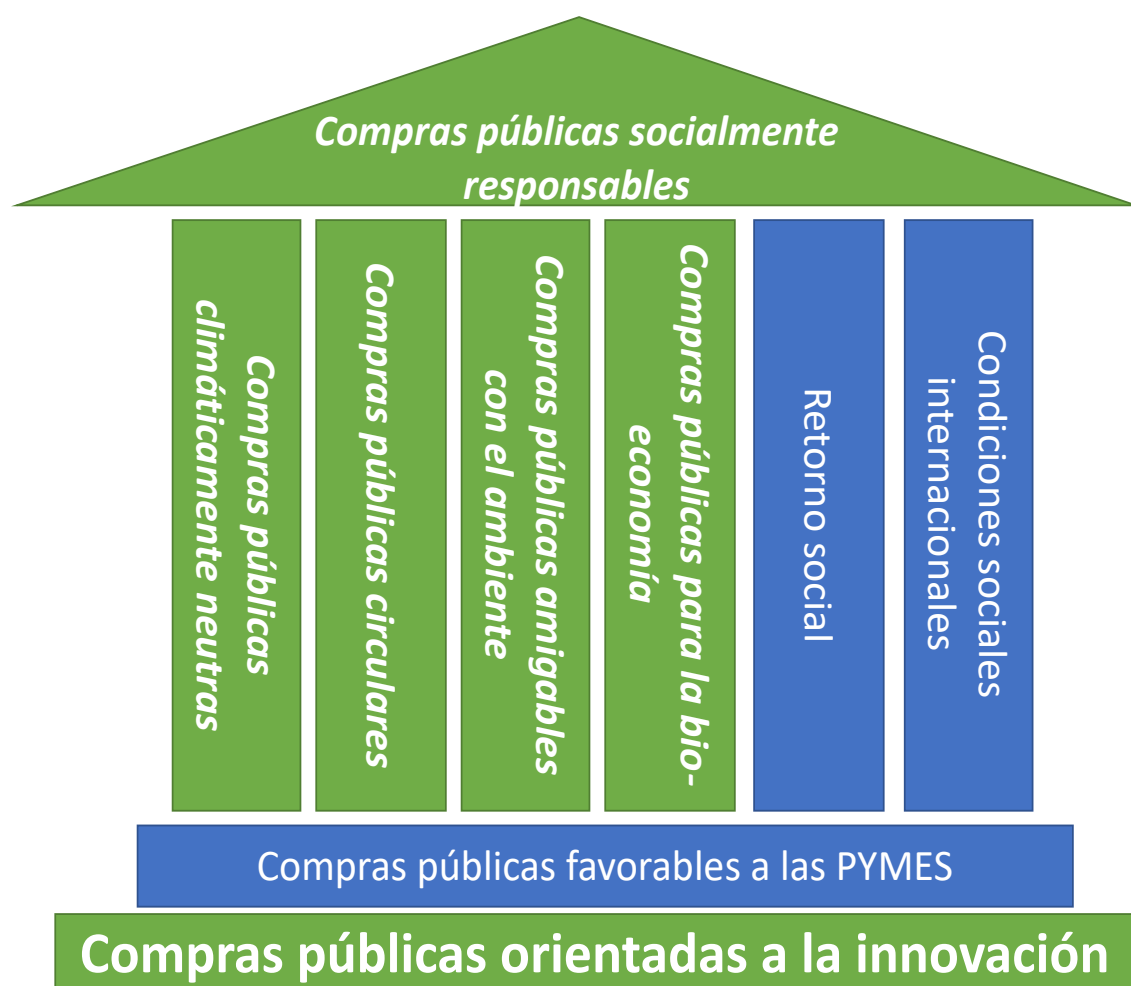 Compras públicas socialmente
responsables
Compras públicas
climáticamente neutras
Compras públicas circulares
Compras públicas amigables
con el ambiente
Compras públicas para la bio-
economía
Retorno social
Condiciones sociales
internacionales
Compras públicas favorables a las PYMES
Compras públicas orientadas a la innovación